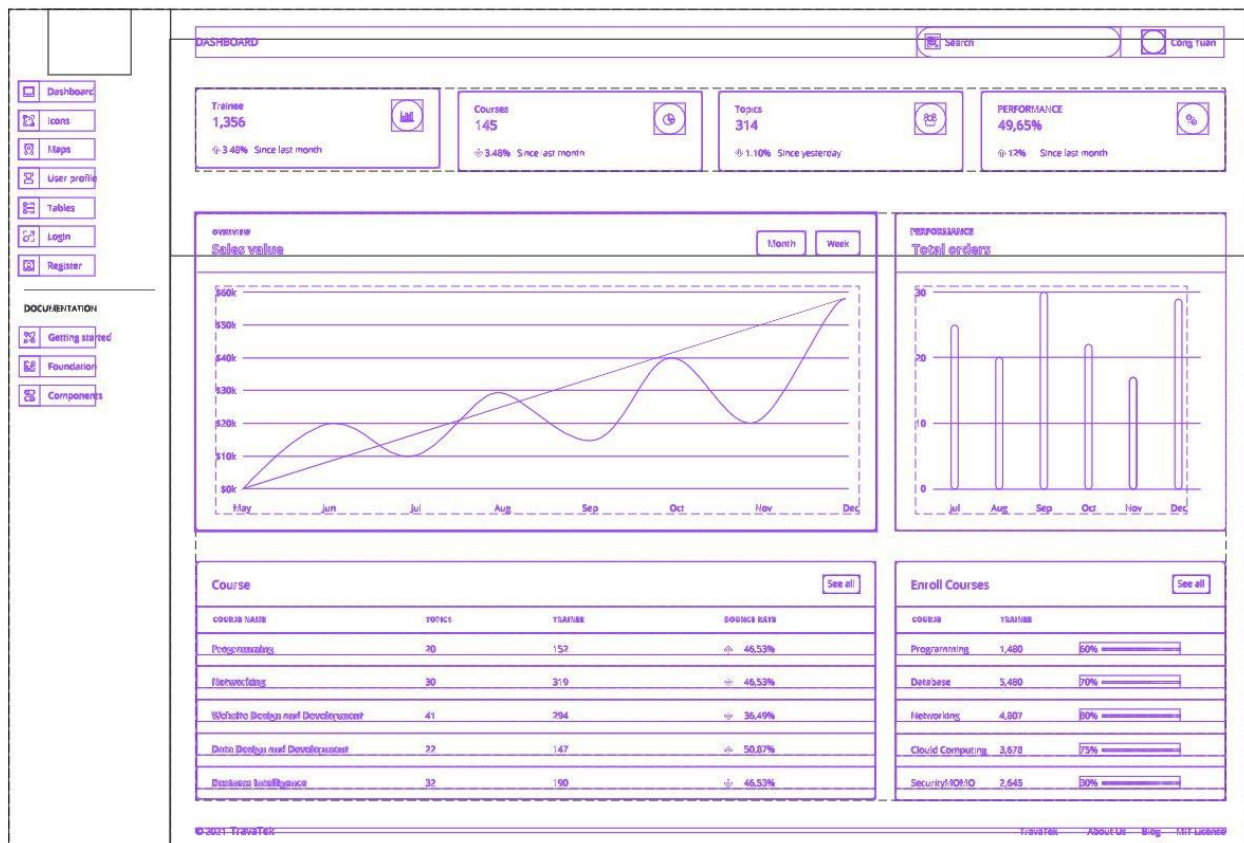 DASHBOARD
Search
Cong Tuan
Dashboard
Icons
Maps
User profile
Tables
Login
Register
DOCUMENTATION
Getting started
Foundation
Components
Trainee
1,356
3.48% Since last month
Courses
145
3.48% Since last month
Topics
314
1.10% Since yesterday
PERFORMANCE
49,65%
12% Since last month
OVERVIEW
Sales value
Month Week
$60k
$50k
$40k
$30k
$20k
$10k
$0k
May Jun Jul Aug Sep Oct Nov Dec
PERFORMANCE
Total orders
30
20
10
0
Jul Aug Sep Oct Nov Dec
Course See all
COURSE NAME TOPICS TRAINEE BOUNCE RATE
Programming 20 152 46,53%
Networking 30 319 46,53%
Website Design and Development 41 294 36,49%
Data Design and Development 22 147 50,87%
Business Intelligence 32 190 46,53%
Enroll Courses See all
COURSE TRAINEE
Programming 1,480 60%
Database 5,480 70%
Networking 4,807 80%
Clould Computing 3,678 75%
SecurityMOMO 2,645 30%
© 2021 TravaTek
TravaTek About Us Blog MIT License